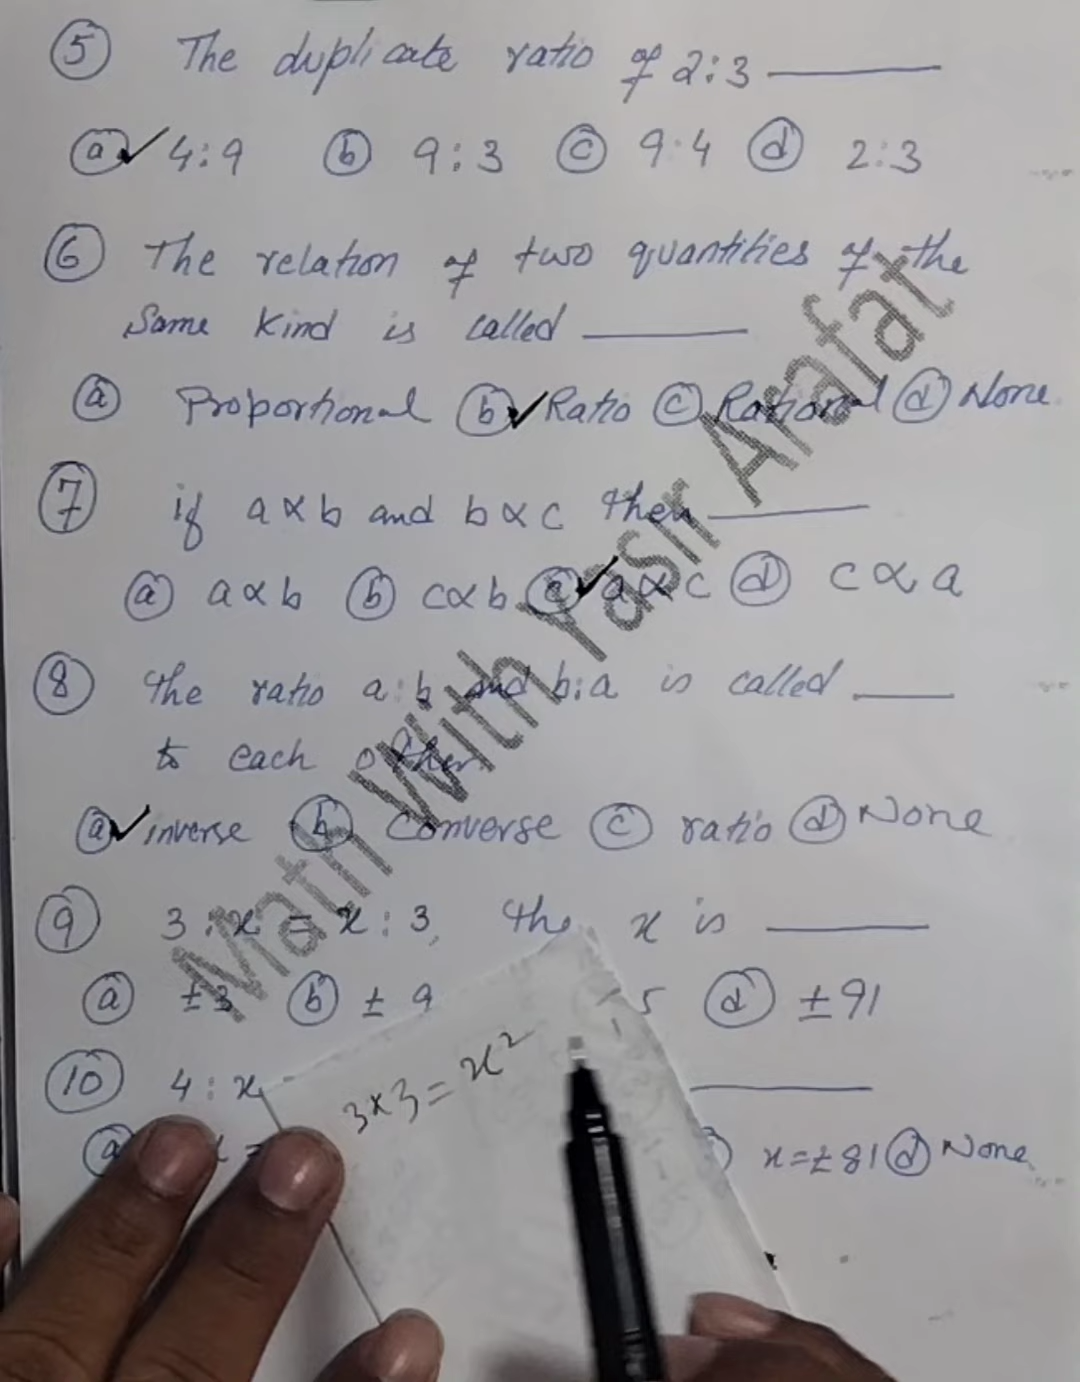 5 The duplicate ratio of 2:3 ______
a ✓ 4:9 b 9:3 c 9:4 d 2:3
6 The relation of two quantities of the
Same Kind is called ______
a Proportional b ✓ Ratio c Rational d None
7 if a∝b and b∝c then ______
a a∝b b c∝b c ✓ a∝c d c∝a
8 the ratio a:b and b:a is called ______
to each other.
a ✓ inverse b Converse c ratio d None
9 3:x = x:3, the x is ______
a ±3 b ±9 5 d ±91
3×3=x²
10 4:x ______
a x= x=±81 d None
Math With Yasir Arafat